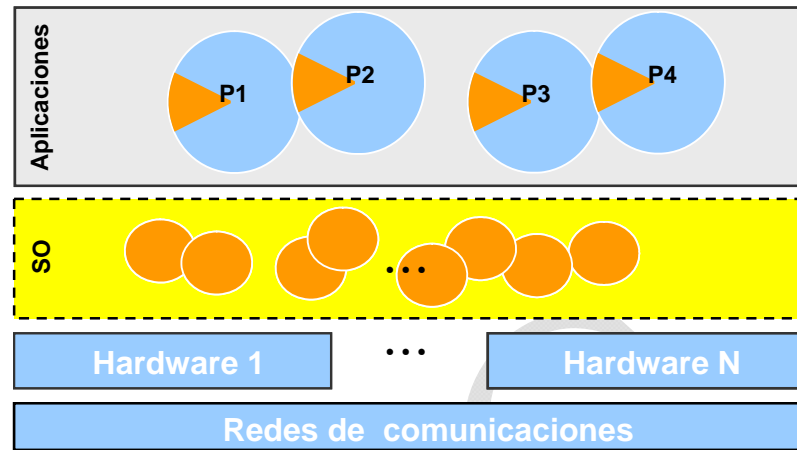 Aplicaciones
P1
P2
P3
P4
SO
...
Hardware 1
...
Hardware N
Redes de comunicaciones